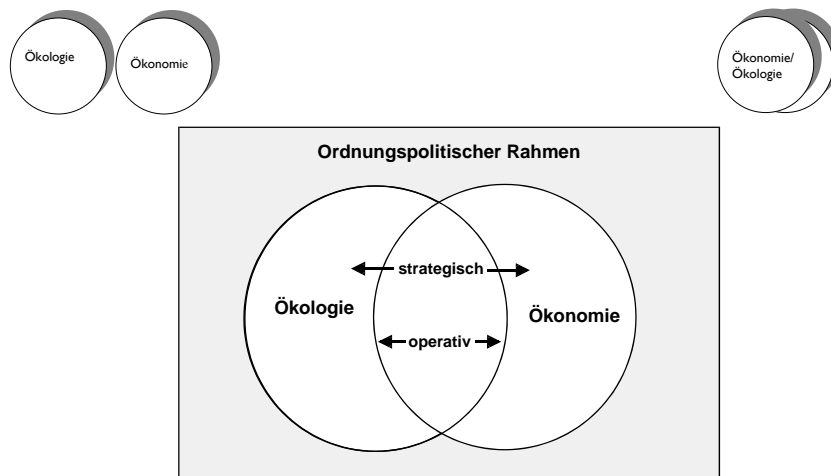 Ökologie
Ökonomie
Ökonomie/
Ökologie
Ordnungspolitischer Rahmen
strategisch
Ökologie
Ökonomie
operativ